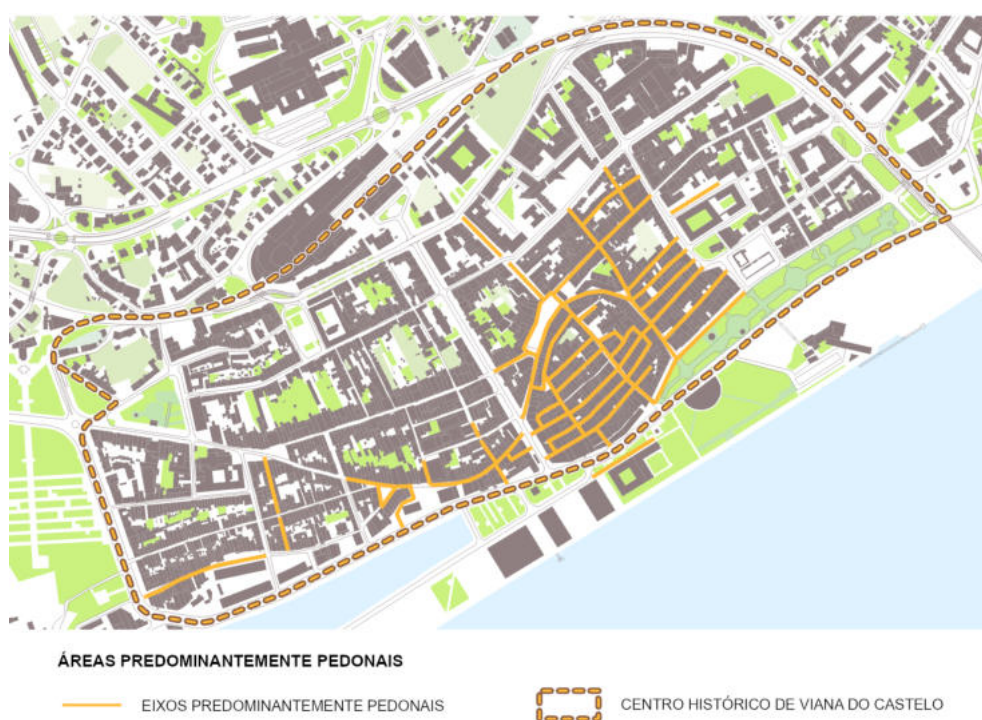 ÁREAS PREDOMINANTEMENTE PEDONAIS
EIXOS PREDOMINANTEMENTE PEDONAIS
CENTRO HISTÓRICO DE VIANA DO CASTELO